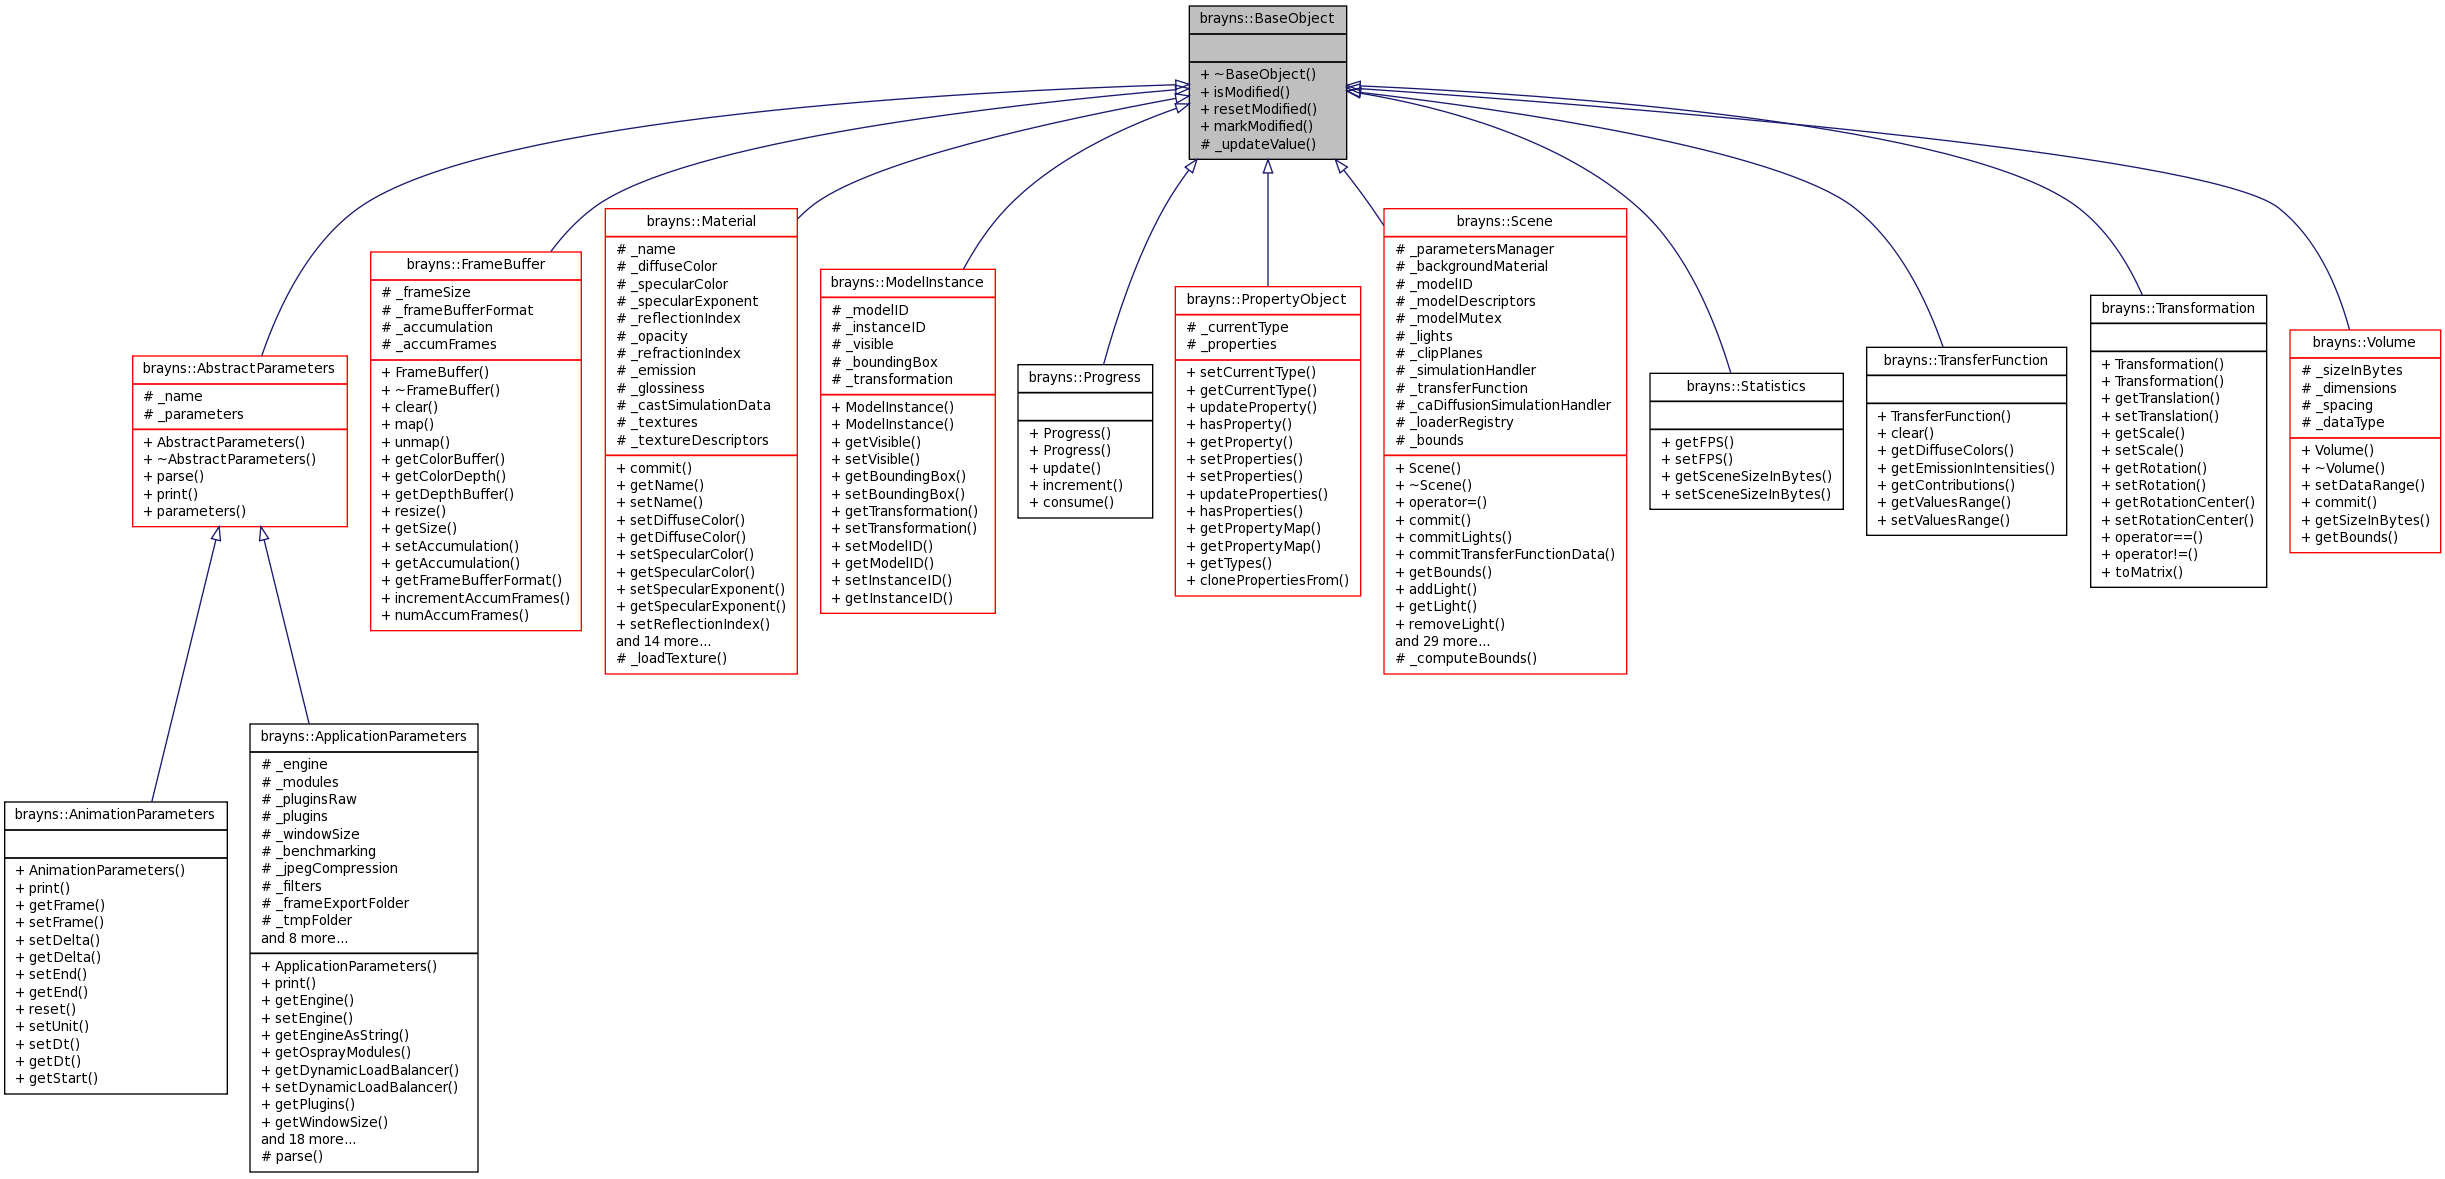 brayns::BaseObject
+ ~BaseObject()
+ isModified()
+ resetModified()
+ markModified()
# _updateValue()
brayns::AbstractParameters
# _name
# _parameters
+ AbstractParameters()
+ ~AbstractParameters()
+ parse()
+ print()
+ parameters()
brayns::FrameBuffer
# _frameSize
# _frameBufferFormat
# _accumulation
# _accumFrames
+ FrameBuffer()
+ ~FrameBuffer()
+ clear()
+ map()
+ unmap()
+ getColorBuffer()
+ getColorDepth()
+ getDepthBuffer()
+ resize()
+ getSize()
+ setAccumulation()
+ getAccumulation()
+ getFrameBufferFormat()
+ incrementAccumFrames()
+ numAccumFrames()
brayns::Material
# _name
# _diffuseColor
# _specularColor
# _specularExponent
# _reflectionIndex
# _opacity
# _refractionIndex
# _emission
# _glossiness
# _castSimulationData
# _textures
# _textureDescriptors
+ commit()
+ getName()
+ setName()
+ setDiffuseColor()
+ getDiffuseColor()
+ setSpecularColor()
+ getSpecularColor()
+ setSpecularExponent()
+ getSpecularExponent()
+ setReflectionIndex()
and 14 more...
# _loadTexture()
brayns::ModelInstance
# _modelID
# _instanceID
# _visible
# _boundingBox
# _transformation
+ ModelInstance()
+ ModelInstance()
+ getVisible()
+ setVisible()
+ getBoundingBox()
+ setBoundingBox()
+ getTransformation()
+ setTransformation()
+ setModelID()
+ getModelID()
+ setInstanceID()
+ getInstanceID()
brayns::Progress
+ Progress()
+ Progress()
+ update()
+ increment()
+ consume()
brayns::PropertyObject
# _currentType
# _properties
+ setCurrentType()
+ getCurrentType()
+ updateProperty()
+ hasProperty()
+ getProperty()
+ setProperties()
+ setProperties()
+ updateProperties()
+ hasProperties()
+ getPropertyMap()
+ getPropertyMap()
+ getTypes()
+ clonePropertiesFrom()
brayns::Scene
# _parametersManager
# _backgroundMaterial
# _modelID
# _modelDescriptors
# _modelMutex
# _lights
# _clipPlanes
# _simulationHandler
# _transferFunction
# _caDiffusionSimulationHandler
# _loaderRegistry
# _bounds
+ Scene()
+ ~Scene()
+ operator=()
+ commit()
+ commitLights()
+ commitTransferFunctionData()
+ getBounds()
+ addLight()
+ getLight()
+ removeLight()
and 29 more...
# _computeBounds()
brayns::Statistics
+ getFPS()
+ setFPS()
+ getSceneSizeInBytes()
+ setSceneSizeInBytes()
brayns::TransferFunction
+ TransferFunction()
+ clear()
+ getDiffuseColors()
+ getEmissionIntensities()
+ getContributions()
+ getValuesRange()
+ setValuesRange()
brayns::Transformation
+ Transformation()
+ Transformation()
+ getTranslation()
+ setTranslation()
+ getScale()
+ setScale()
+ getRotation()
+ setRotation()
+ getRotationCenter()
+ setRotationCenter()
+ operator==()
+ operator!=()
+ toMatrix()
brayns::Volume
# _sizeInBytes
# _dimensions
# _spacing
# _dataType
+ Volume()
+ ~Volume()
+ setDataRange()
+ commit()
+ getSizeInBytes()
+ getBounds()
brayns::AnimationParameters
+ AnimationParameters()
+ print()
+ getFrame()
+ setFrame()
+ setDelta()
+ getDelta()
+ setEnd()
+ getEnd()
+ reset()
+ setUnit()
+ setDt()
+ getDt()
+ getStart()
brayns::ApplicationParameters
# _engine
# _modules
# _pluginsRaw
# _plugins
# _windowSize
# _benchmarking
# _jpegCompression
# _filters
# _frameExportFolder
# _tmpFolder
and 8 more...
+ ApplicationParameters()
+ print()
+ getEngine()
+ setEngine()
+ getEngineAsString()
+ getOsprayModules()
+ getDynamicLoadBalancer()
+ setDynamicLoadBalancer()
+ getPlugins()
+ getWindowSize()
and 18 more...
# parse()